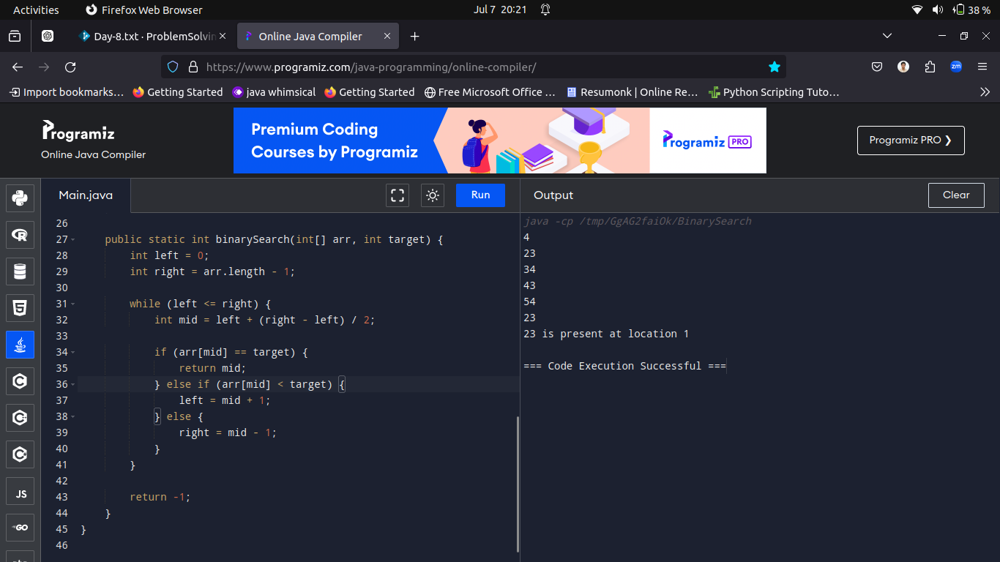 Activities
Firefox Web Browser
Jul 7 20:21
38 %
Day-8.txt · ProblemSolvin
Online Java Compiler
https://www.programiz.com/java-programming/online-compiler/
zm
Import bookmarks…
Getting Started
java whimsical
Getting Started
Free Microsoft Office …
Resumonk | Online Re…
Python Scripting Tuto…
Programiz
Online Java Compiler
Premium Coding
Courses by Programiz
Programiz PRO
Programiz PRO ❯
Main.java
Run
Output
Clear
26
27 public static int binarySearch(int[] arr, int target) {
28 int left = 0;
29 int right = arr.length - 1;
30
31 while (left <= right) {
32 int mid = left + (right - left) / 2;
33
34 if (arr[mid] == target) {
35 return mid;
36 } else if (arr[mid] < target) {
37 left = mid + 1;
38 } else {
39 right = mid - 1;
40 }
41 }
42
43 return -1;
44 }
45 }
46
java -cp /tmp/GgAG2faiOk/BinarySearch
4
23
34
43
54
23
23 is present at location 1
=== Code Execution Successful ===
R
5
C
C
C
JS
GO